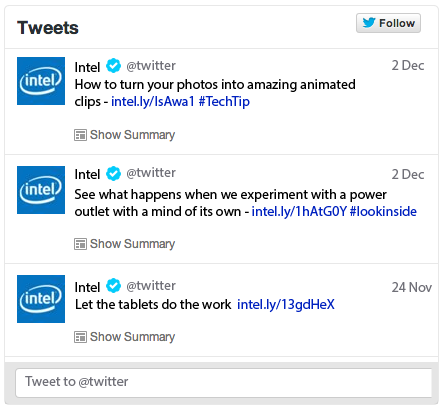 Tweets
Follow
intel
Intel @twitter 2 Dec
How to turn your photos into amazing animated
clips - intel.ly/IsAwa1 #TechTip
Show Summary
intel
Intel @twitter 2 Dec
See what happens when we experiment with a power
outlet with a mind of its own - intel.ly/1hAtG0Y #lookinside
Show Summary
intel
Intel @twitter 24 Nov
Let the tablets do the work intel.ly/13gdHeX
Show Summary
Tweet to @twitter